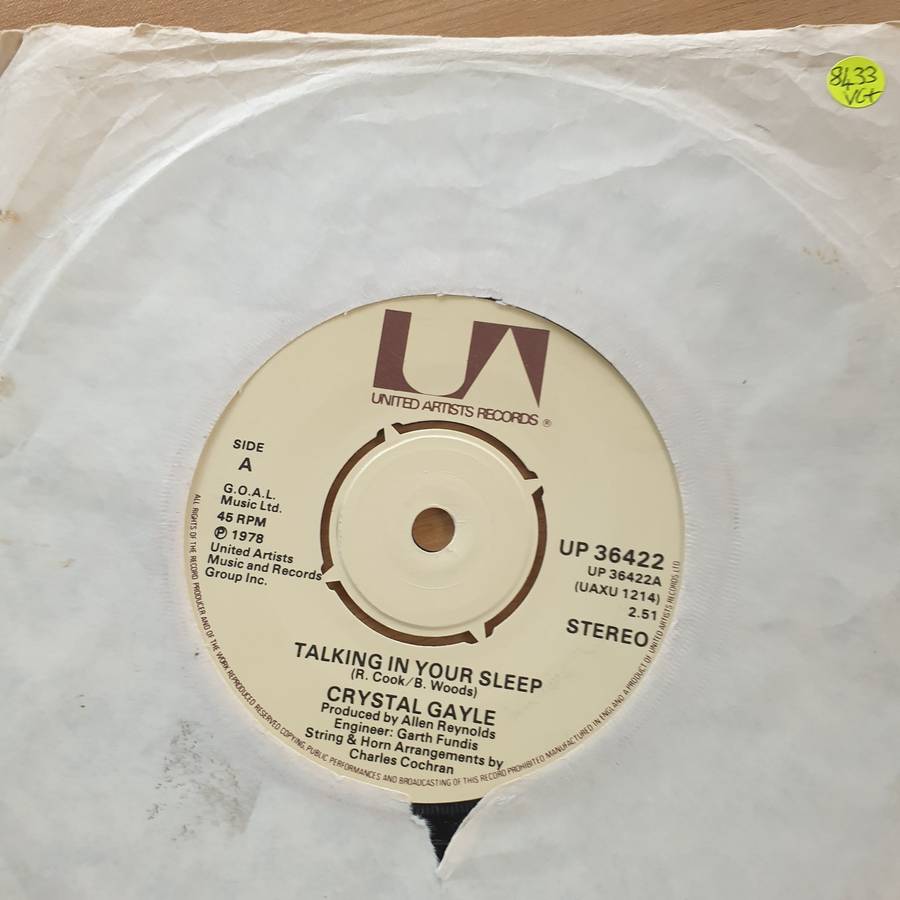 8433
VG+
UA
UNITED ARTISTS RECORDS ®
SIDE
A
G.O.A.L.
Music Ltd.
45 RPM
℗ 1978
United Artists
Music and Records
Group Inc.
UP 36422
UP 36422A
(UAXU 1214)
2.51
STEREO
TALKING IN YOUR SLEEP
(R. Cook/B. Woods)
CRYSTAL GAYLE
Produced by Allen Reynolds
Engineer: Garth Fundis
String & Horn Arrangements by
Charles Cochran
ALL RIGHTS OF THE RECORD PRODUCER AND OF THE WORK REPRODUCED RESERVED COPYING, PUBLIC PERFORMANCES AND BROADCASTING OF THIS RECORD PROHIBITED MANUFACTURED IN ENGLAND A PRODUCT OF UNITED ARTISTS RECORDS LTD